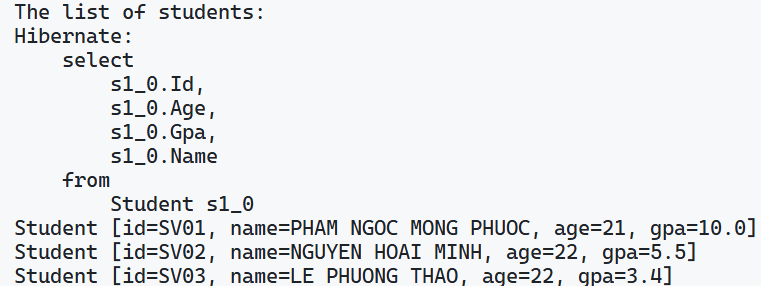 The list of students:
Hibernate:
    select
        s1_0.Id,
        s1_0.Age,
        s1_0.Gpa,
        s1_0.Name
    from
        Student s1_0
Student [id=SV01, name=PHAM NGOC MONG PHUOC, age=21, gpa=10.0]
Student [id=SV02, name=NGUYEN HOAI MINH, age=22, gpa=5.5]
Student [id=SV03, name=LE PHUONG THAO, age=22, gpa=3.4]